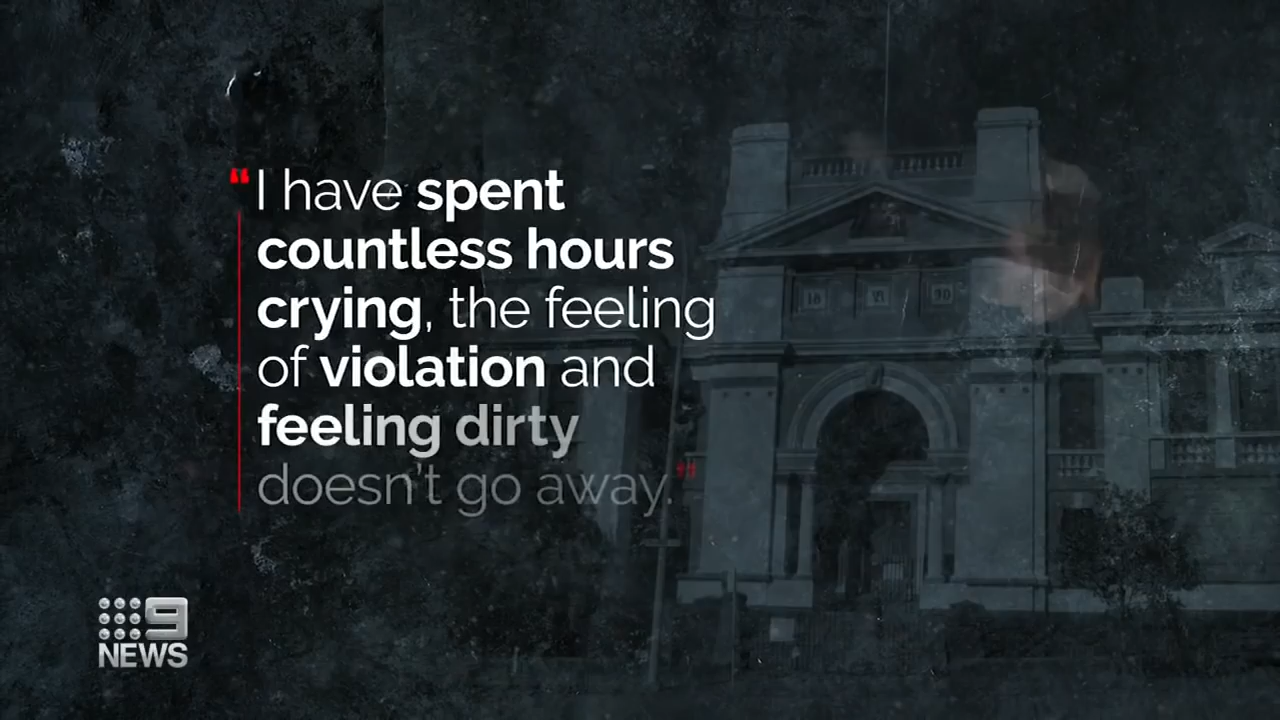 “I have spent
countless hours
crying, the feeling
of violation and
feeling dirty
doesn't go away.”
9
NEWS